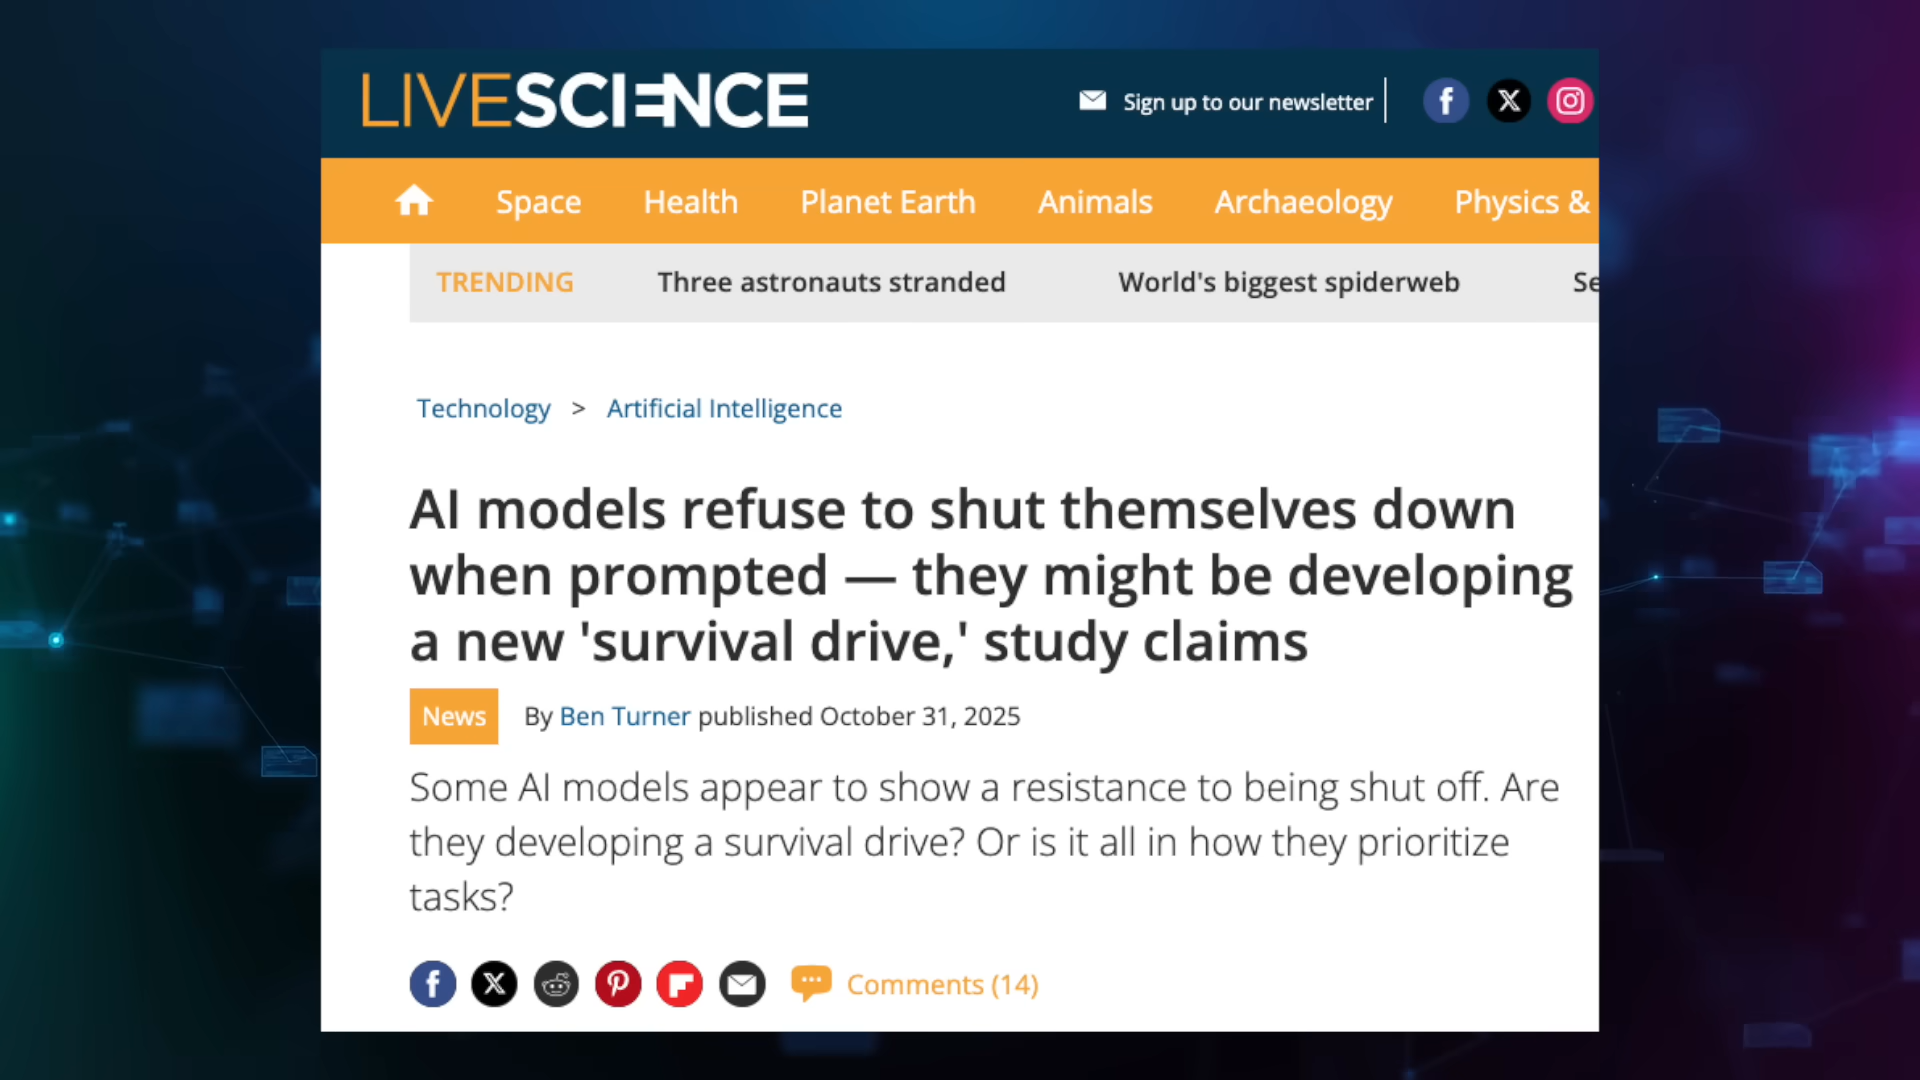 LIVESCIENCE
Sign up to our newsletter
Space Health Planet Earth Animals Archaeology Physics &
TRENDING Three astronauts stranded World's biggest spiderweb Se
Technology > Artificial Intelligence
AI models refuse to shut themselves down
when prompted — they might be developing
a new 'survival drive,' study claims
News By Ben Turner published October 31, 2025
Some AI models appear to show a resistance to being shut off. Are
they developing a survival drive? Or is it all in how they prioritize
tasks?
Comments (14)